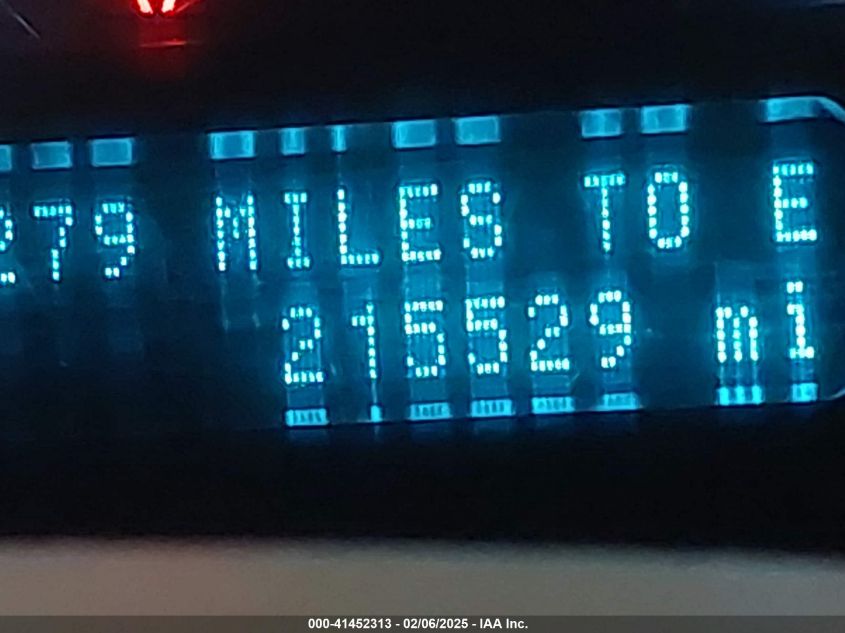 279 MILES TO E
215529 mi
000-41452313 - 02/06/2025 - IAA Inc.